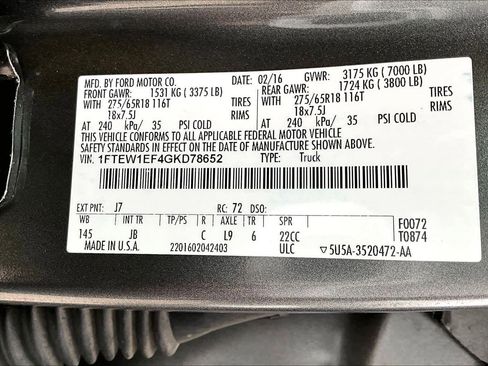 MFD. BY FORD MOTOR CO. DATE: 02/16 GVWR: 3175 KG ( 7000 LB)
FRONT GAWR: 1531 KG ( 3375 LB) REAR GAWR: 1724 KG ( 3800 LB)
WITH 275/65R18 116T TIRES WITH 275/65R18 116T TIRES
18x7.5J RIMS 18x7.5J RIMS
AT 240 kPa/ 35 PSI COLD AT 240 kPa/ 35 PSI COLD
THIS VEHICLE CONFORMS TO ALL APPLICABLE FEDERAL MOTOR VEHICLE
SAFETY STANDARDS IN EFFECT ON THE DATE OF MANUFACTURE SHOWN ABOVE.
VIN: 1FTEW1EF4GKD78652 TYPE: Truck
EXT PNT: J7 RC: 72 DSO:
WB INT TR TP/PS R AXLE TR SPR F0072
145 JB C L9 6 22CC T0874
MADE IN U.S.A. 2201602042403 ULC ▽5U5A-3520472-AA